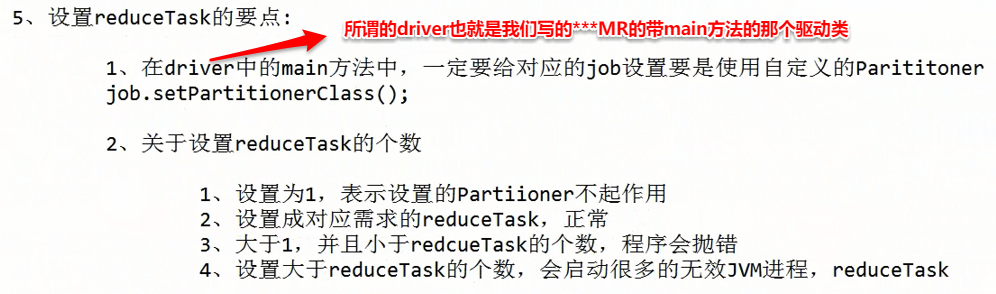 5、设置reduceTask的要点:
所谓的driver也就是我们写的***MR的带main方法的那个驱动类
1、在driver中的main方法中，一定要给对应的job设置要是使用自定义的Parititoner
job.setPartitionerClass();
2、关于设置reduceTask的个数
1、设置为1，表示设置的Partiioner不起作用
2、设置成对应需求的reduceTask，正常
3、大于1，并且小于redcueTask的个数，程序会抛错
4、设置大于reduceTask的个数，会启动很多的无效JVM进程，reduceTask